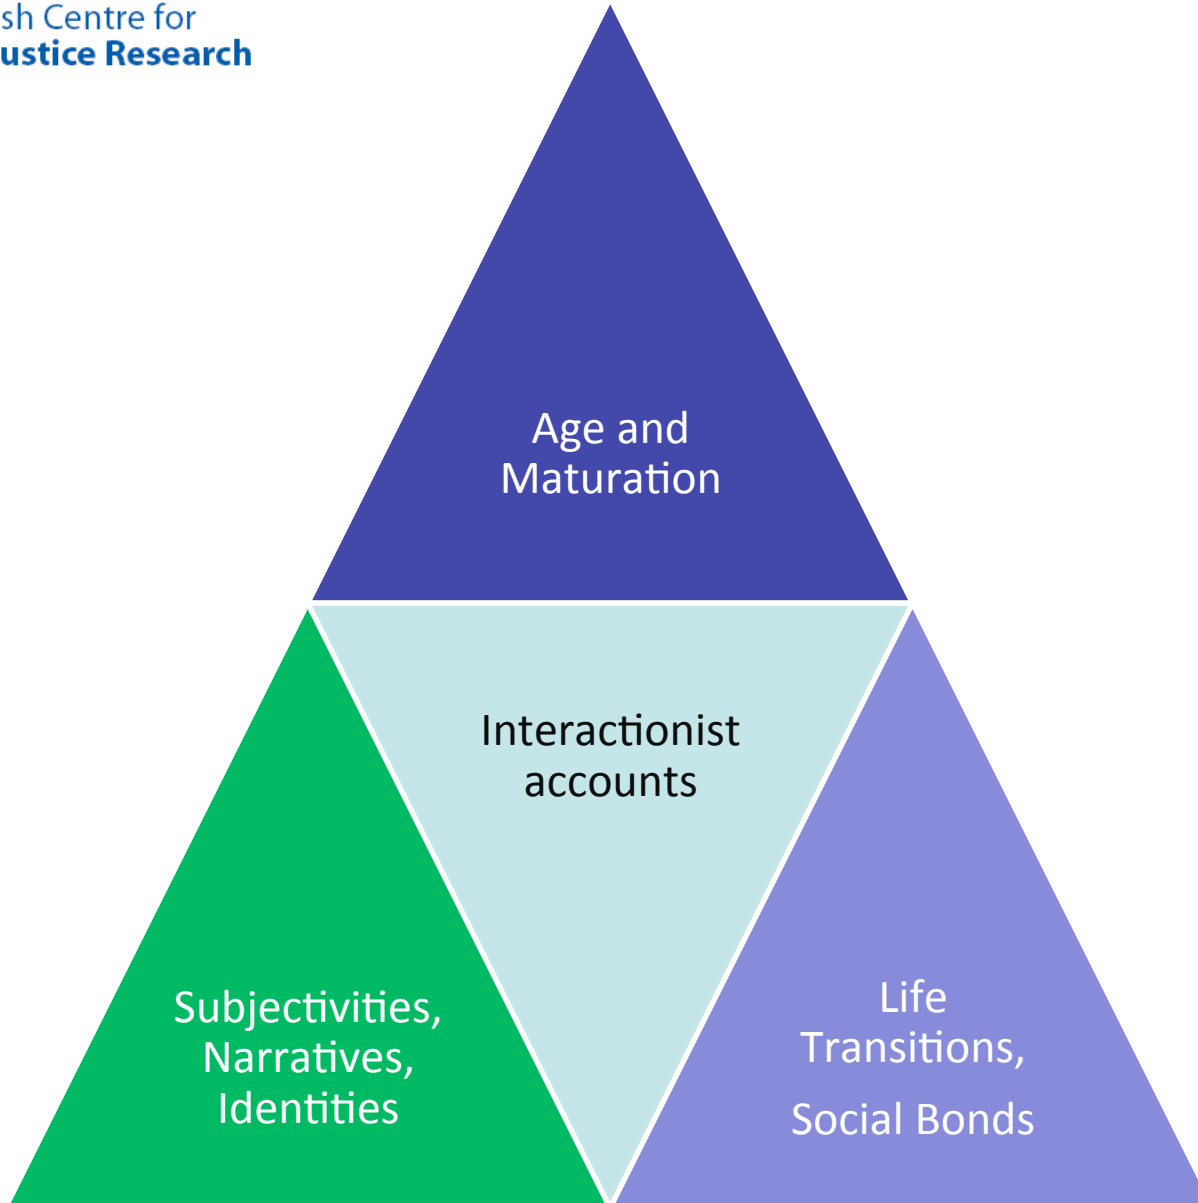 sh Centre for
ustice Research
Age and
Maturation
Interactionist
accounts
Subjectivities,
Narratives,
Identities
Life
Transitions,
Social Bonds